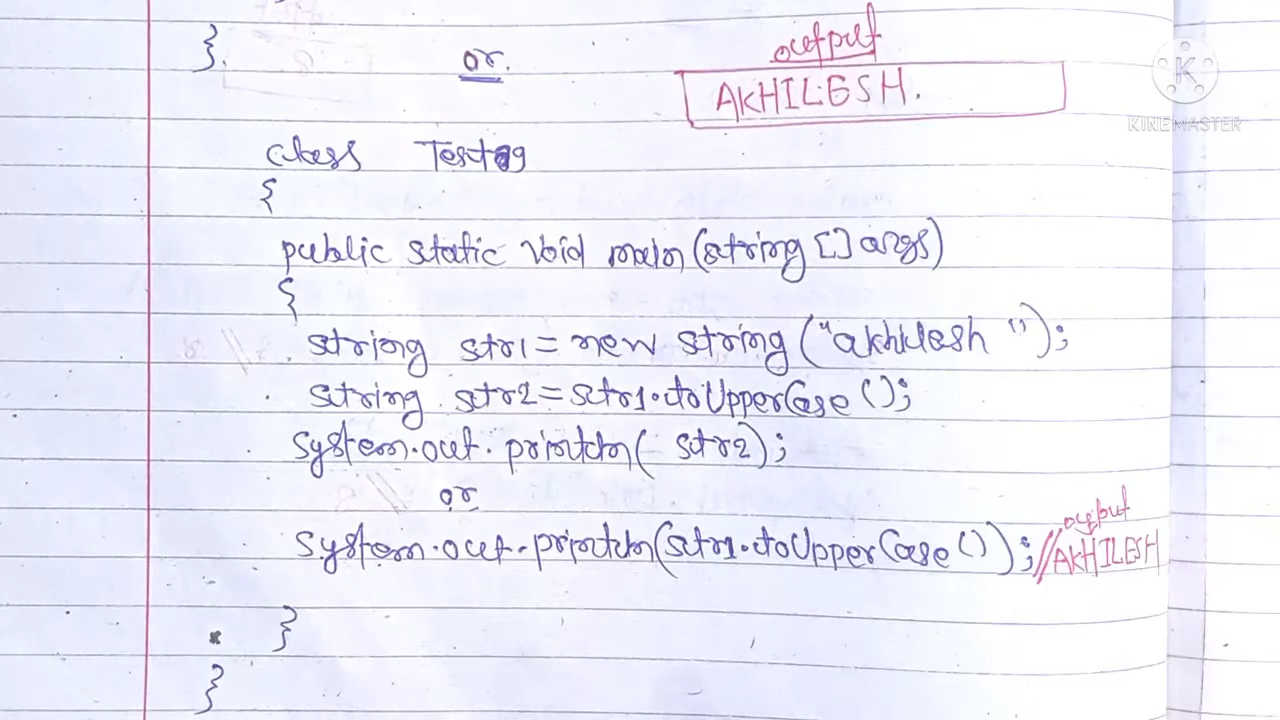 }.
or.
output
AKHILESH.
KINEMASTER
class Test
{
public static void main(string [] args)
{
string str1 = new string ("akhilesh");
string str2 = str1.toUpperCase();
system.out.println( str2);
or
system.out.println(str1.toUpperCase()); //AKHILESH
output
}
}